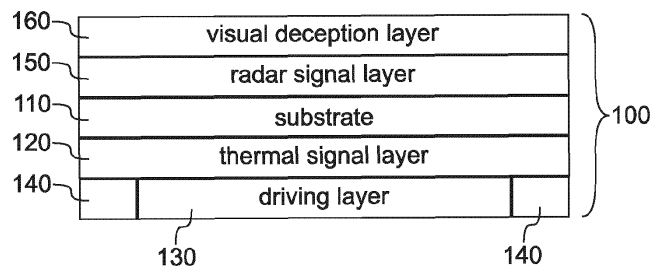 160 visual deception layer
150 radar signal layer
110 substrate 100
120 thermal signal layer
140 driving layer
130 140